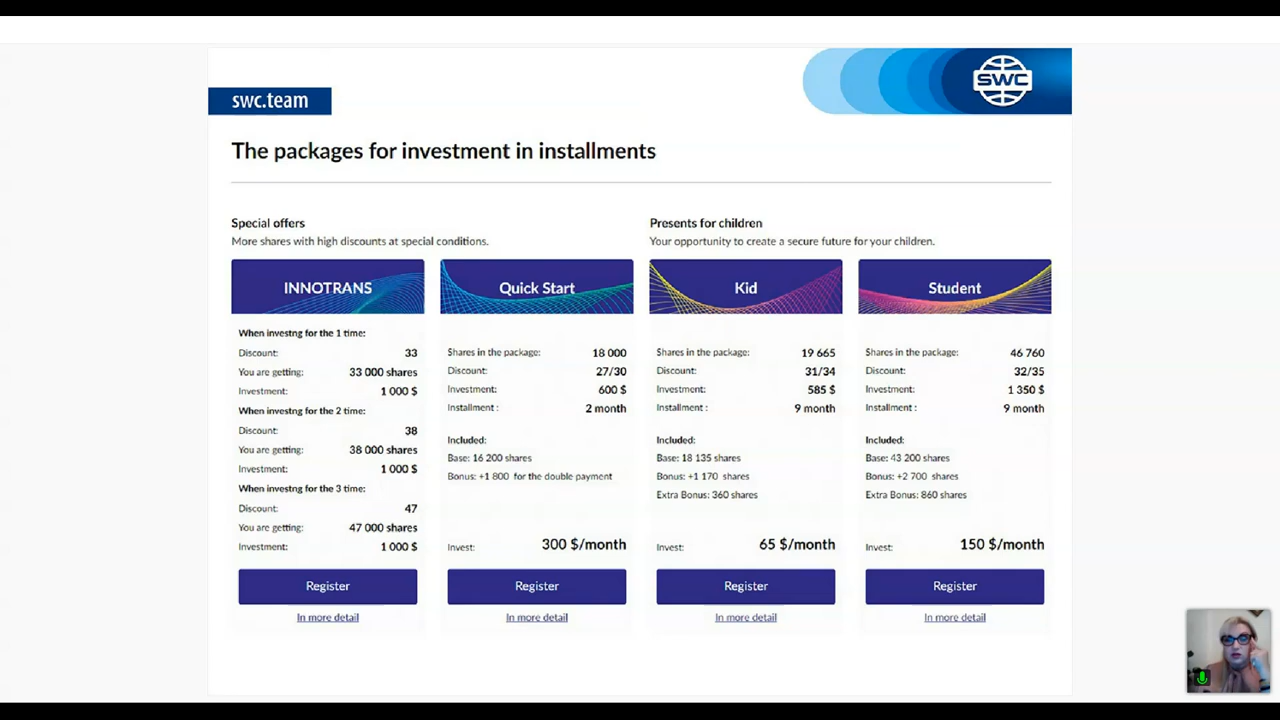 swc.team
SWC
The packages for investment in installments
Special offers
More shares with high discounts at special conditions.
Presents for children
Your opportunity to create a secure future for your children.
INNOTRANS
When investng for the 1 time:
Discount: 33
You are getting: 33 000 shares
Investment: 1 000 $
When investng for the 2 time:
Discount: 38
You are getting: 38 000 shares
Investment: 1 000 $
When investng for the 3 time:
Discount: 47
You are getting: 47 000 shares
Investment: 1 000 $
Register
In more detail
Quick Start
Shares in the package: 18 000
Discount: 27/30
Investment: 600 $
Installment : 2 month
Included:
Base: 16 200 shares
Bonus: +1 800 for the double payment
Invest: 300 $/month
Register
In more detail
Kid
Shares in the package: 19 665
Discount: 31/34
Investment: 585 $
Installment : 9 month
Included:
Base: 18 135 shares
Bonus: +1 170 shares
Extra Bonus: 360 shares
Invest: 65 $/month
Register
In more detail
Student
Shares in the package: 46 760
Discount: 32/35
Investment: 1 350 $
Installment : 9 month
Included:
Base: 43 200 shares
Bonus: +2 700 shares
Extra Bonus: 860 shares
Invest: 150 $/month
Register
In more detail